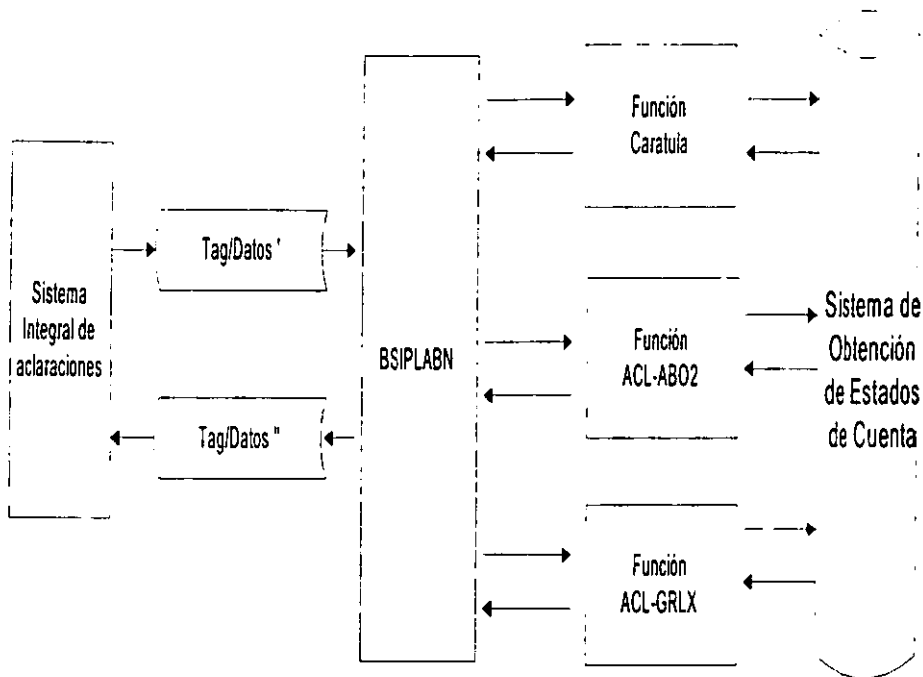 Sistema
Integral de
aclaraciones
Tag/Datos '
Tag/Datos "
BSIPLABN
Función
Caratula
Función
ACL-ABO2
Función
ACL-GRLX
Sistema de
Obtención
de Estados
de Cuenta